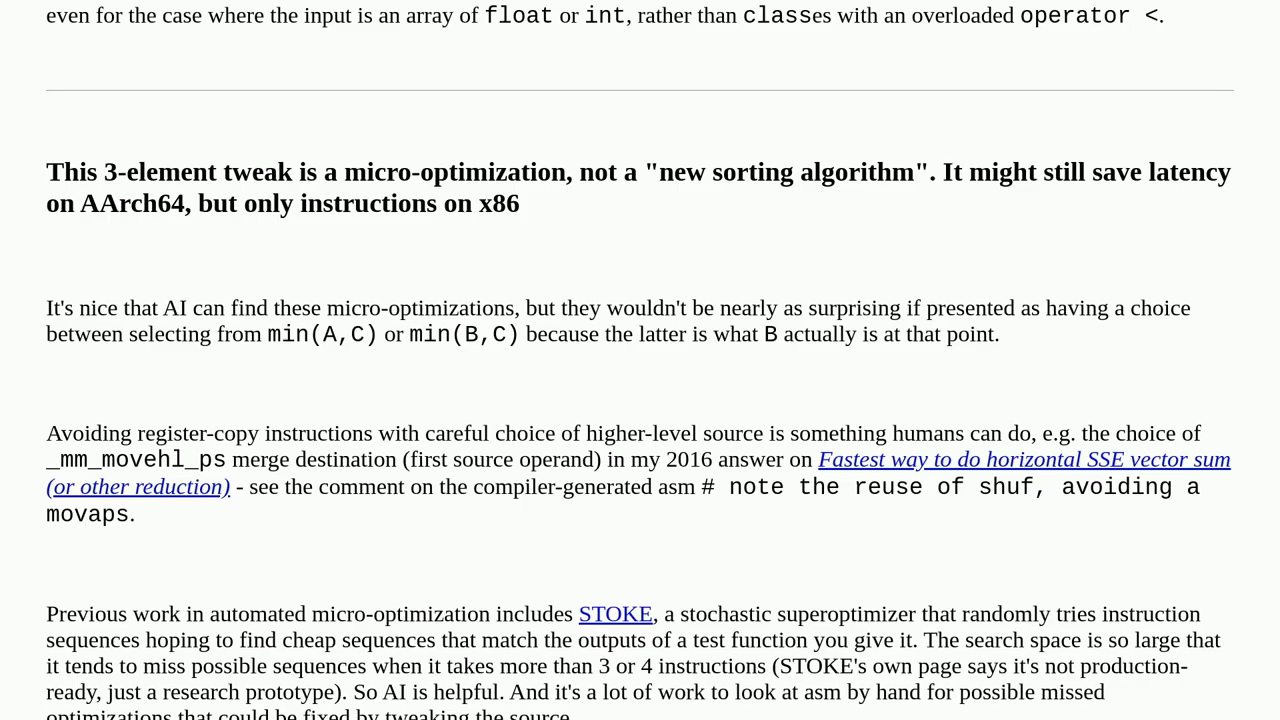 even for the case where the input is an array of float or int, rather than classes with an overloaded operator <.
This 3-element tweak is a micro-optimization, not a "new sorting algorithm". It might still save latency
on AArch64, but only instructions on x86
It's nice that AI can find these micro-optimizations, but they wouldn't be nearly as surprising if presented as having a choice
between selecting from min(A,C) or min(B,C) because the latter is what B actually is at that point.
Avoiding register-copy instructions with careful choice of higher-level source is something humans can do, e.g. the choice of
_mm_movehl_ps merge destination (first source operand) in my 2016 answer on Fastest way to do horizontal SSE vector sum
(or other reduction) - see the comment on the compiler-generated asm # note the reuse of shuf, avoiding a
movaps.
Previous work in automated micro-optimization includes STOKE, a stochastic superoptimizer that randomly tries instruction
sequences hoping to find cheap sequences that match the outputs of a test function you give it. The search space is so large that
it tends to miss possible sequences when it takes more than 3 or 4 instructions (STOKE's own page says it's not production-
ready, just a research prototype). So AI is helpful. And it's a lot of work to look at asm by hand for possible missed
optimizations that could be fixed by tweaking the source.